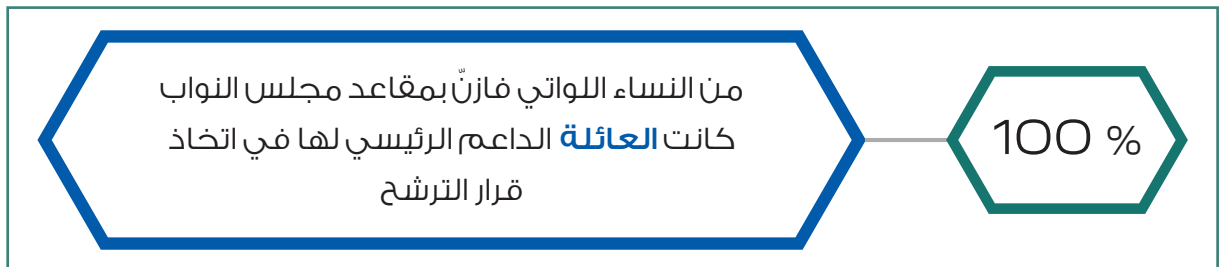 من النساء اللواتي فازنّ بمقاعد مجلس النواب
كانت العائلة الداعم الرئيسي لها في اتخاذ
قرار الترشح
100 %